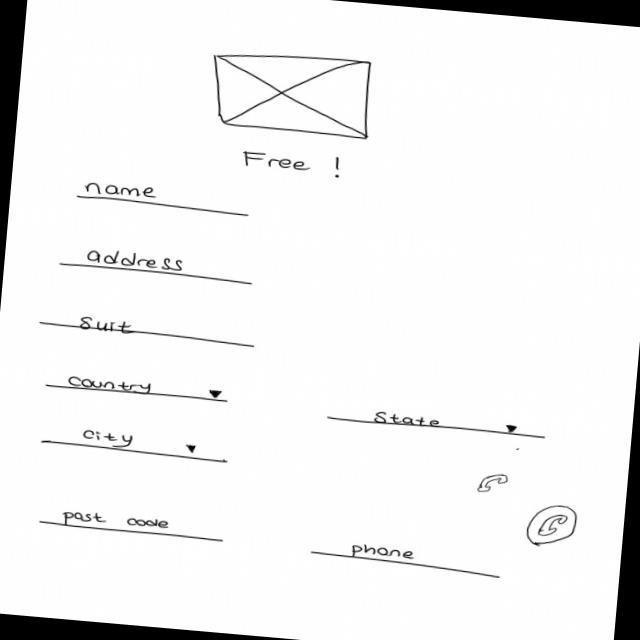 Free !
name
address
suit
country
State
city
post code
phone